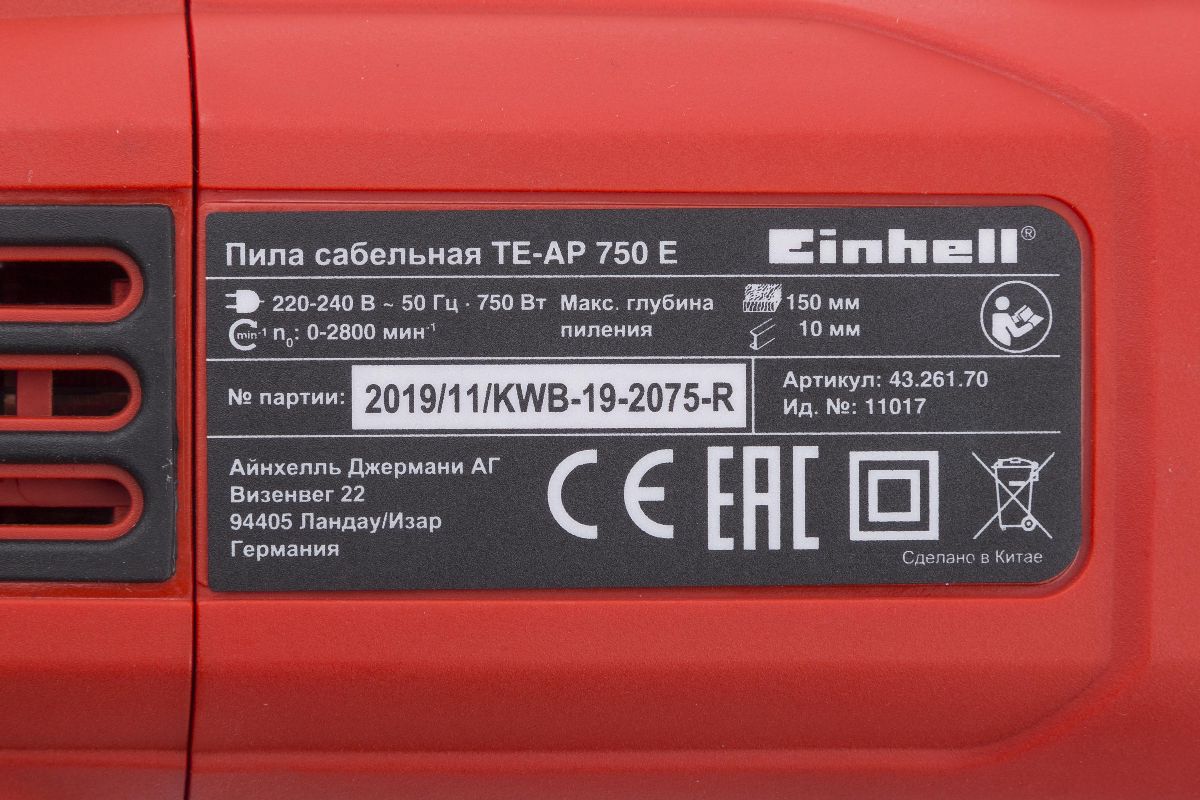 Пила сабельная TE-AP 750 E
Einhell®
220-240 В ~ 50 Гц · 750 Вт
min-1 n0: 0-2800 мин-1
Макс. глубина
пиления
150 мм
10 мм
№ партии: 2019/11/KWB-19-2075-R
Артикул: 43.261.70
Ид. №: 11017
Айнхелль Джермани АГ
Визенвег 22
94405 Ландау/Изар
Германия
CE EAC
Сделано в Китае